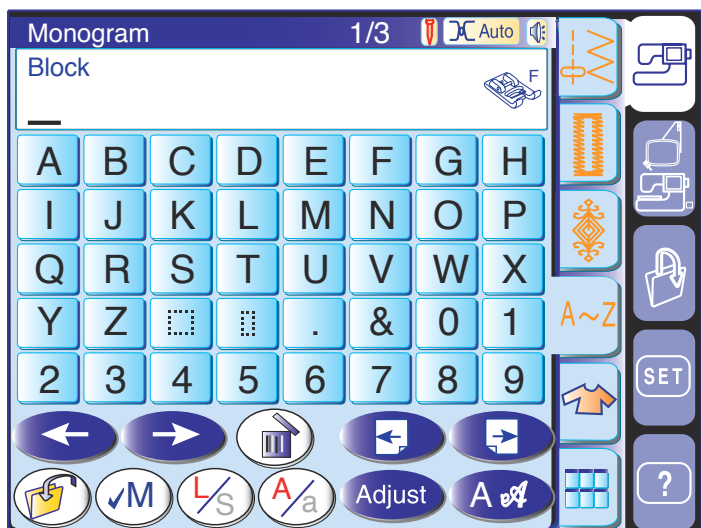 Monogram 1/3 Auto
Block
F
A B C D E F G H
I J K L M N O P
Q R S T U V W X
Y Z . & 0 1
A~Z
2 3 4 5 6 7 8 9
SET
✓M L/S A/a Adjust A A
?